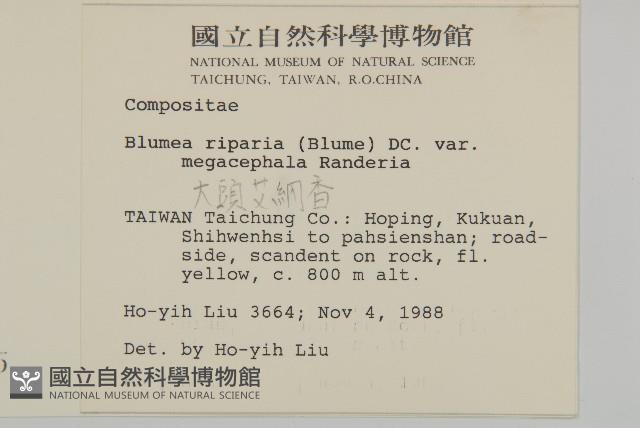 國立自然科學博物館
NATIONAL MUSEUM OF NATURAL SCIENCE
TAICHUNG, TAIWAN, R.O.CHINA
Compositae
Blumea riparia (Blume) DC. var.
megacephala Randeria
大頭艾納香
TAIWAN Taichung Co.: Hoping, Kukuan,
Shihwenhsi to pahsienshan; road-
side, scandent on rock, fl.
yellow, c. 800 m alt.
Ho-yih Liu 3664; Nov 4, 1988
Det. by Ho-yih Liu
國立自然科學博物館
NATIONAL MUSEUM OF NATURAL SCIENCE